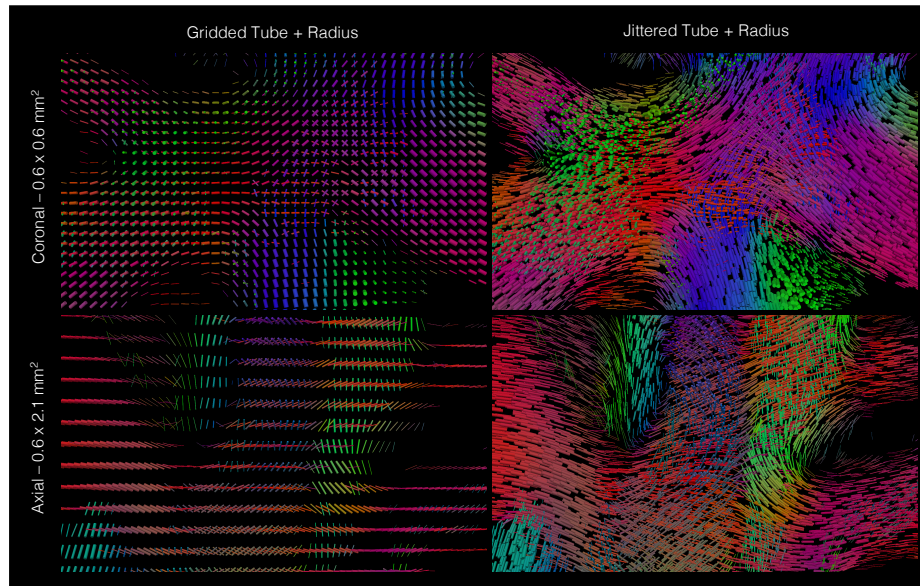 Gridded Tube + Radius
Jittered Tube + Radius
Coronal – 0.6 x 0.6 mm²
Axial – 0.6 x 2.1 mm²